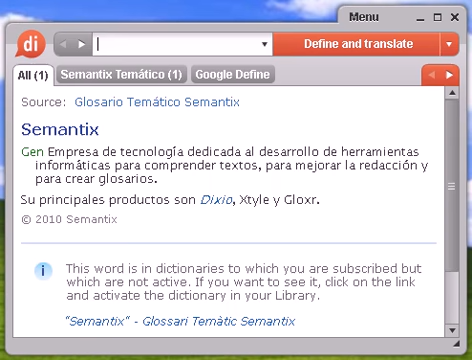 Menu
di
Define and translate
All (1)
Semantix Temático (1)
Google Define
Source: Glosario Temático Semantix
Semantix
Gen Empresa de tecnología dedicada al desarrollo de herramientas
informáticas para comprender textos, para mejorar la redacción y
para crear glosarios.
Su principales producto son Dixio, Xtyle y Gloxr.
© 2010 Semantix
i
This word is in dictionaries to which you are subscribed but
which are not active. If you want to see it, click on the link
and activate the dictionary in your Library.
"Semantix" - Glossari Temàtic Semantix